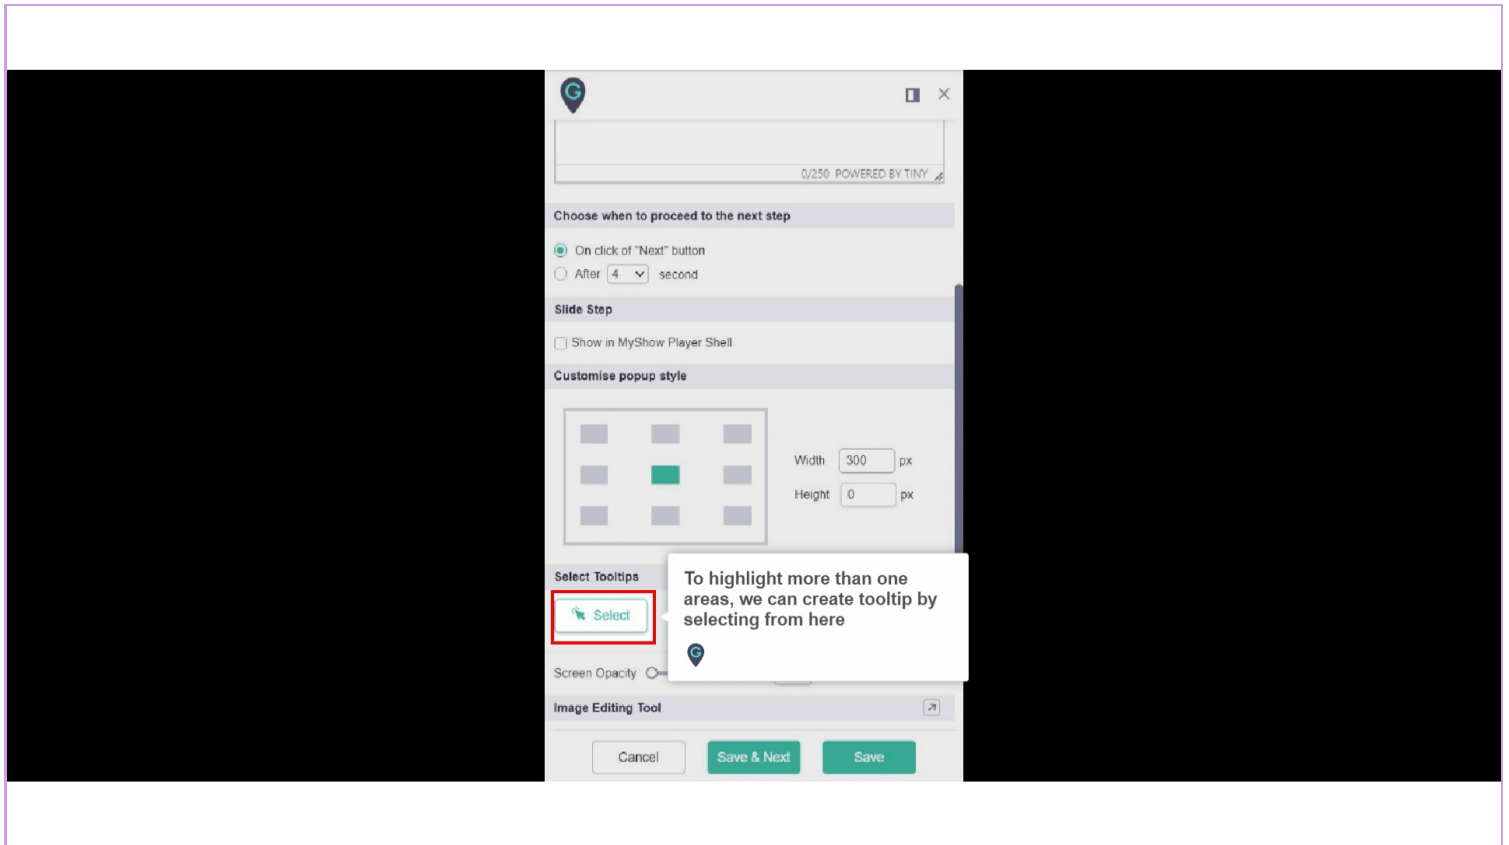 G
0/250 POWERED BY TINY
Choose when to proceed to the next step
On click of "Next" button
After 4 second
Slide Step
Show in MyShow Player Shell
Customise popup style
Width 300 px
Height 0 px
Select Tooltips
Select
To highlight more than one
areas, we can create tooltip by
selecting from here
G
Screen Opacity
Image Editing Tool
Cancel Save & Next Save